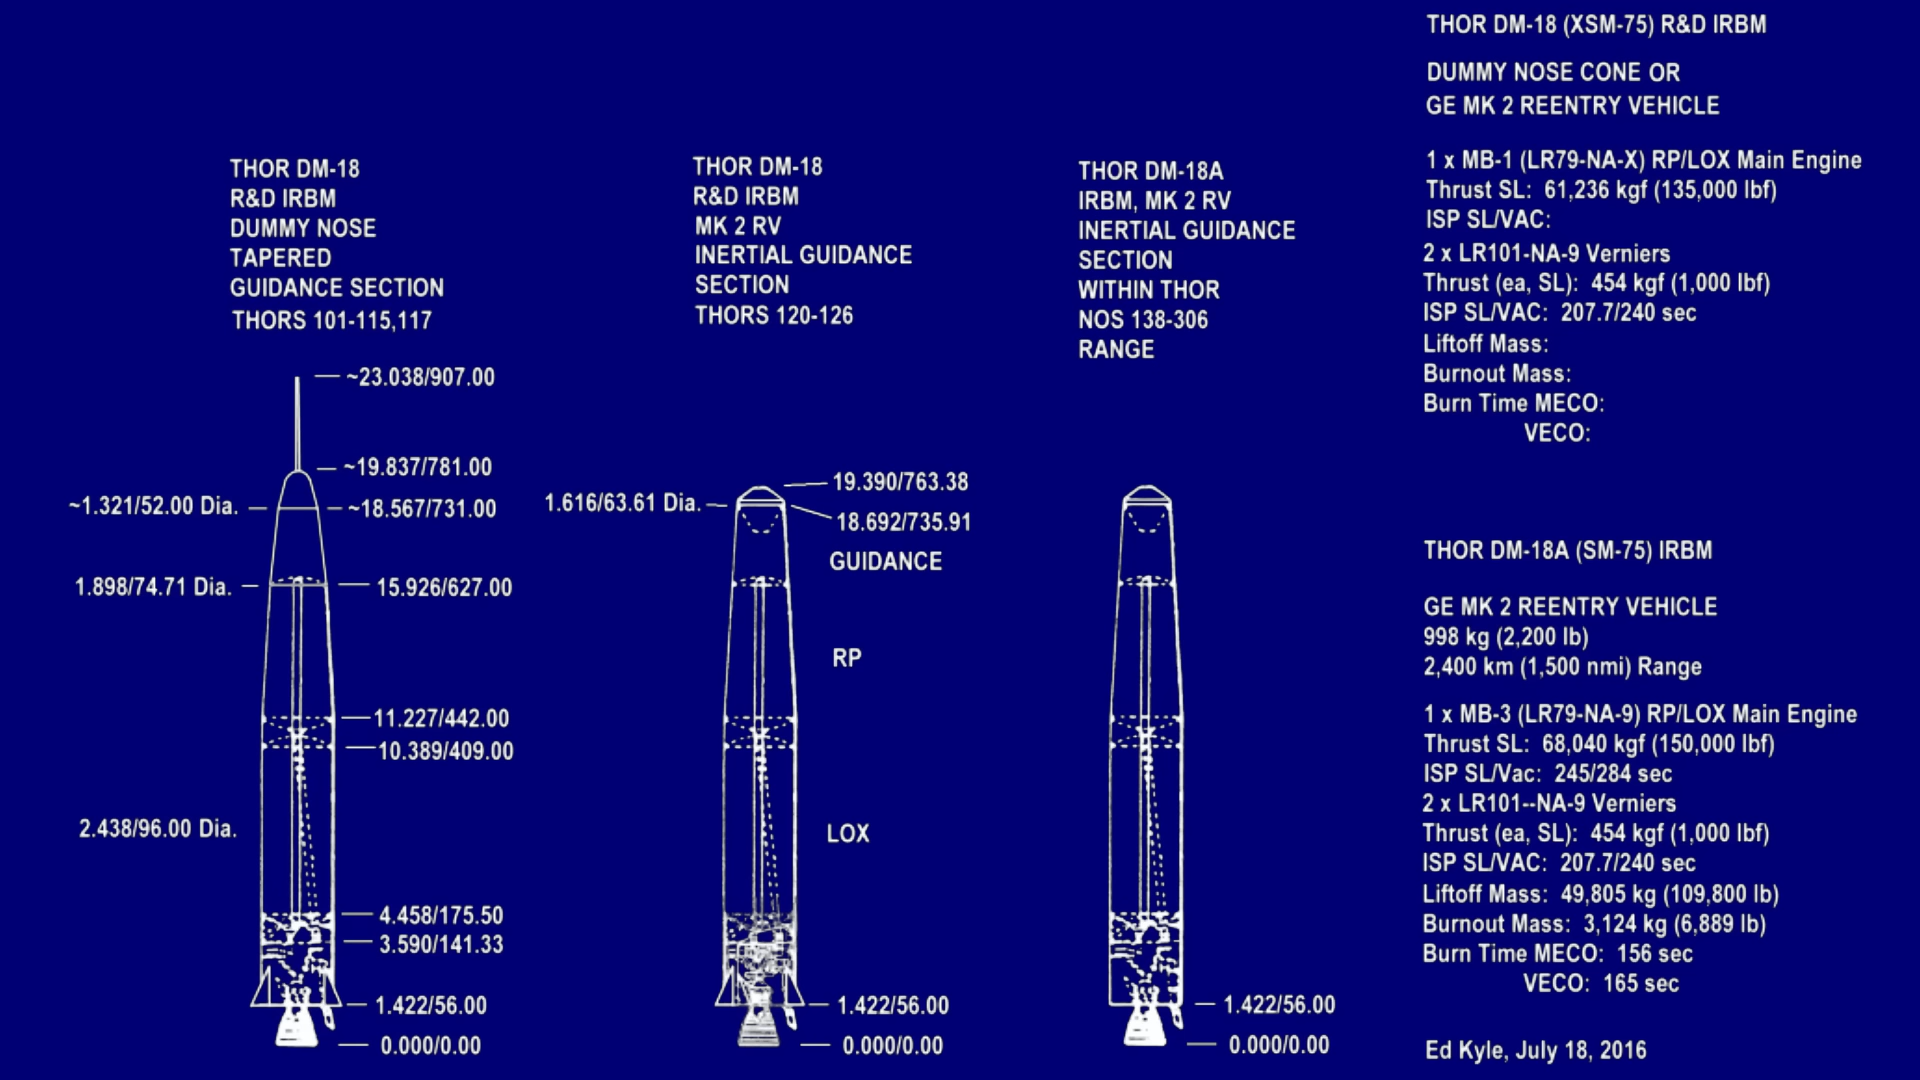 THOR DM-18
R&D IRBM
DUMMY NOSE
TAPERED
GUIDANCE SECTION
THORS 101-115,117
~23.038/907.00
~19.837/781.00
~1.321/52.00 Dia.
~18.567/731.00
1.898/74.71 Dia.
15.926/627.00
11.227/442.00
10.389/409.00
2.438/96.00 Dia.
4.458/175.50
3.590/141.33
1.422/56.00
0.000/0.00
THOR DM-18
R&D IRBM
MK 2 RV
INERTIAL GUIDANCE
SECTION
THORS 120-126
19.390/763.38
1.616/63.61 Dia.
18.692/735.91
GUIDANCE
RP
LOX
1.422/56.00
0.000/0.00
THOR DM-18A
IRBM, MK 2 RV
INERTIAL GUIDANCE
SECTION
WITHIN THOR
NOS 138-306
RANGE
1.422/56.00
0.000/0.00
THOR DM-18 (XSM-75) R&D IRBM
DUMMY NOSE CONE OR
GE MK 2 REENTRY VEHICLE
1 x MB-1 (LR79-NA-X) RP/LOX Main Engine
Thrust SL: 61,236 kgf (135,000 lbf)
ISP SL/VAC:
2 x LR101-NA-9 Verniers
Thrust (ea, SL): 454 kgf (1,000 lbf)
ISP SL/VAC: 207.7/240 sec
Liftoff Mass:
Burnout Mass:
Burn Time MECO:
VECO:
THOR DM-18A (SM-75) IRBM
GE MK 2 REENTRY VEHICLE
998 kg (2,200 lb)
2,400 km (1,500 nmi) Range
1 x MB-3 (LR79-NA-9) RP/LOX Main Engine
Thrust SL: 68,040 kgf (150,000 lbf)
ISP SL/Vac: 245/284 sec
2 x LR101--NA-9 Verniers
Thrust (ea, SL): 454 kgf (1,000 lbf)
ISP SL/VAC: 207.7/240 sec
Liftoff Mass: 49,805 kg (109,800 lb)
Burnout Mass: 3,124 kg (6,889 lb)
Burn Time MECO: 156 sec
VECO: 165 sec
Ed Kyle, July 18, 2016